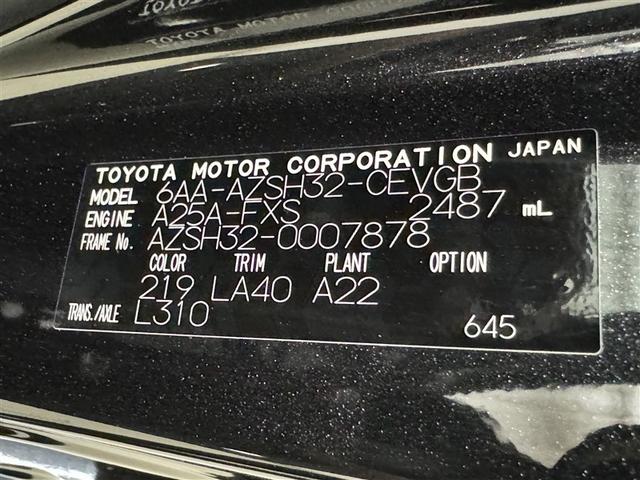 TOYOTA MOTOR CORPORATION JAPAN
MODEL 6AA-AZSH32-CEVGB
ENGINE A25A-FXS 2487 mL
FRAME No. AZSH32-0007878
COLOR TRIM PLANT OPTION
219 LA40 A22
TRANS./AXLE L310
645